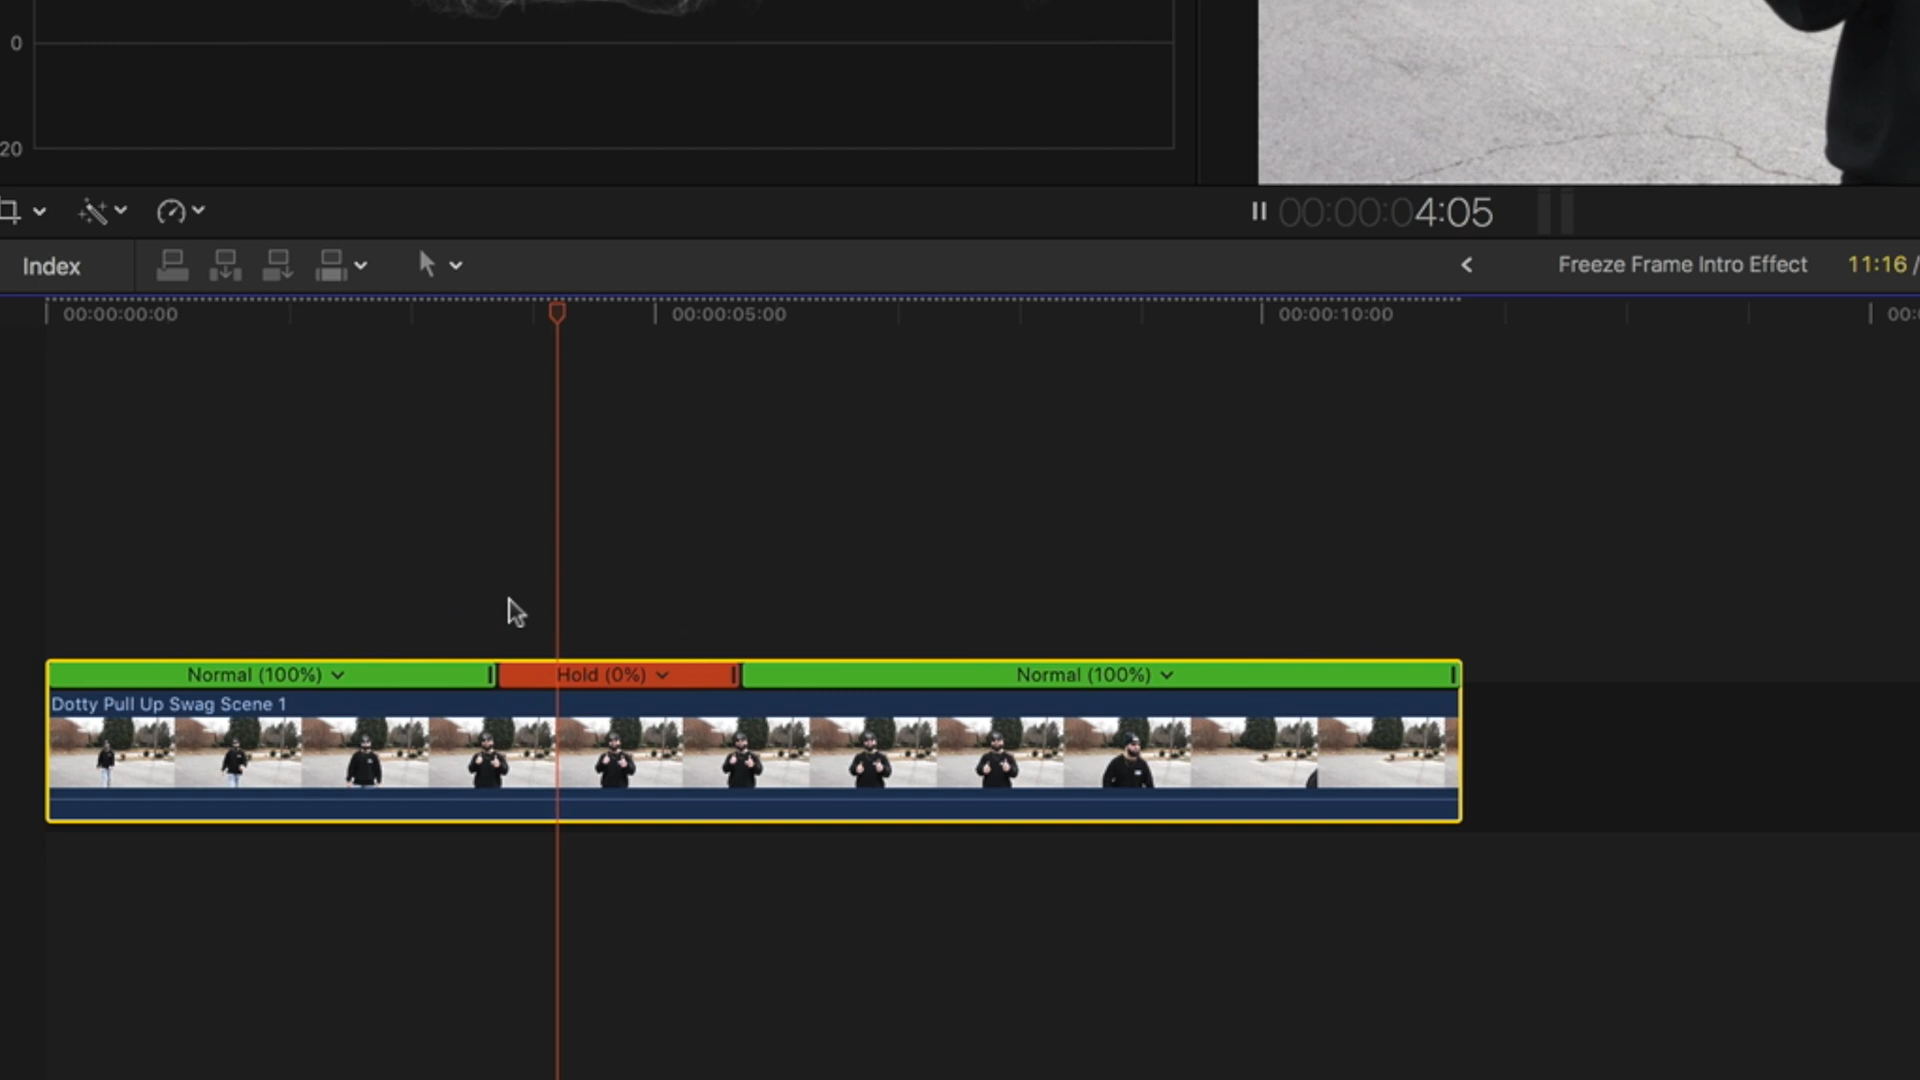 0
20
00:00:04:05
Index
Freeze Frame Intro Effect
11:16 /
00:00:00:00
00:00:05:00
00:00:10:00
00:
Normal (100%)
Hold (0%)
Normal (100%)
Dotty Pull Up Swag Scene 1